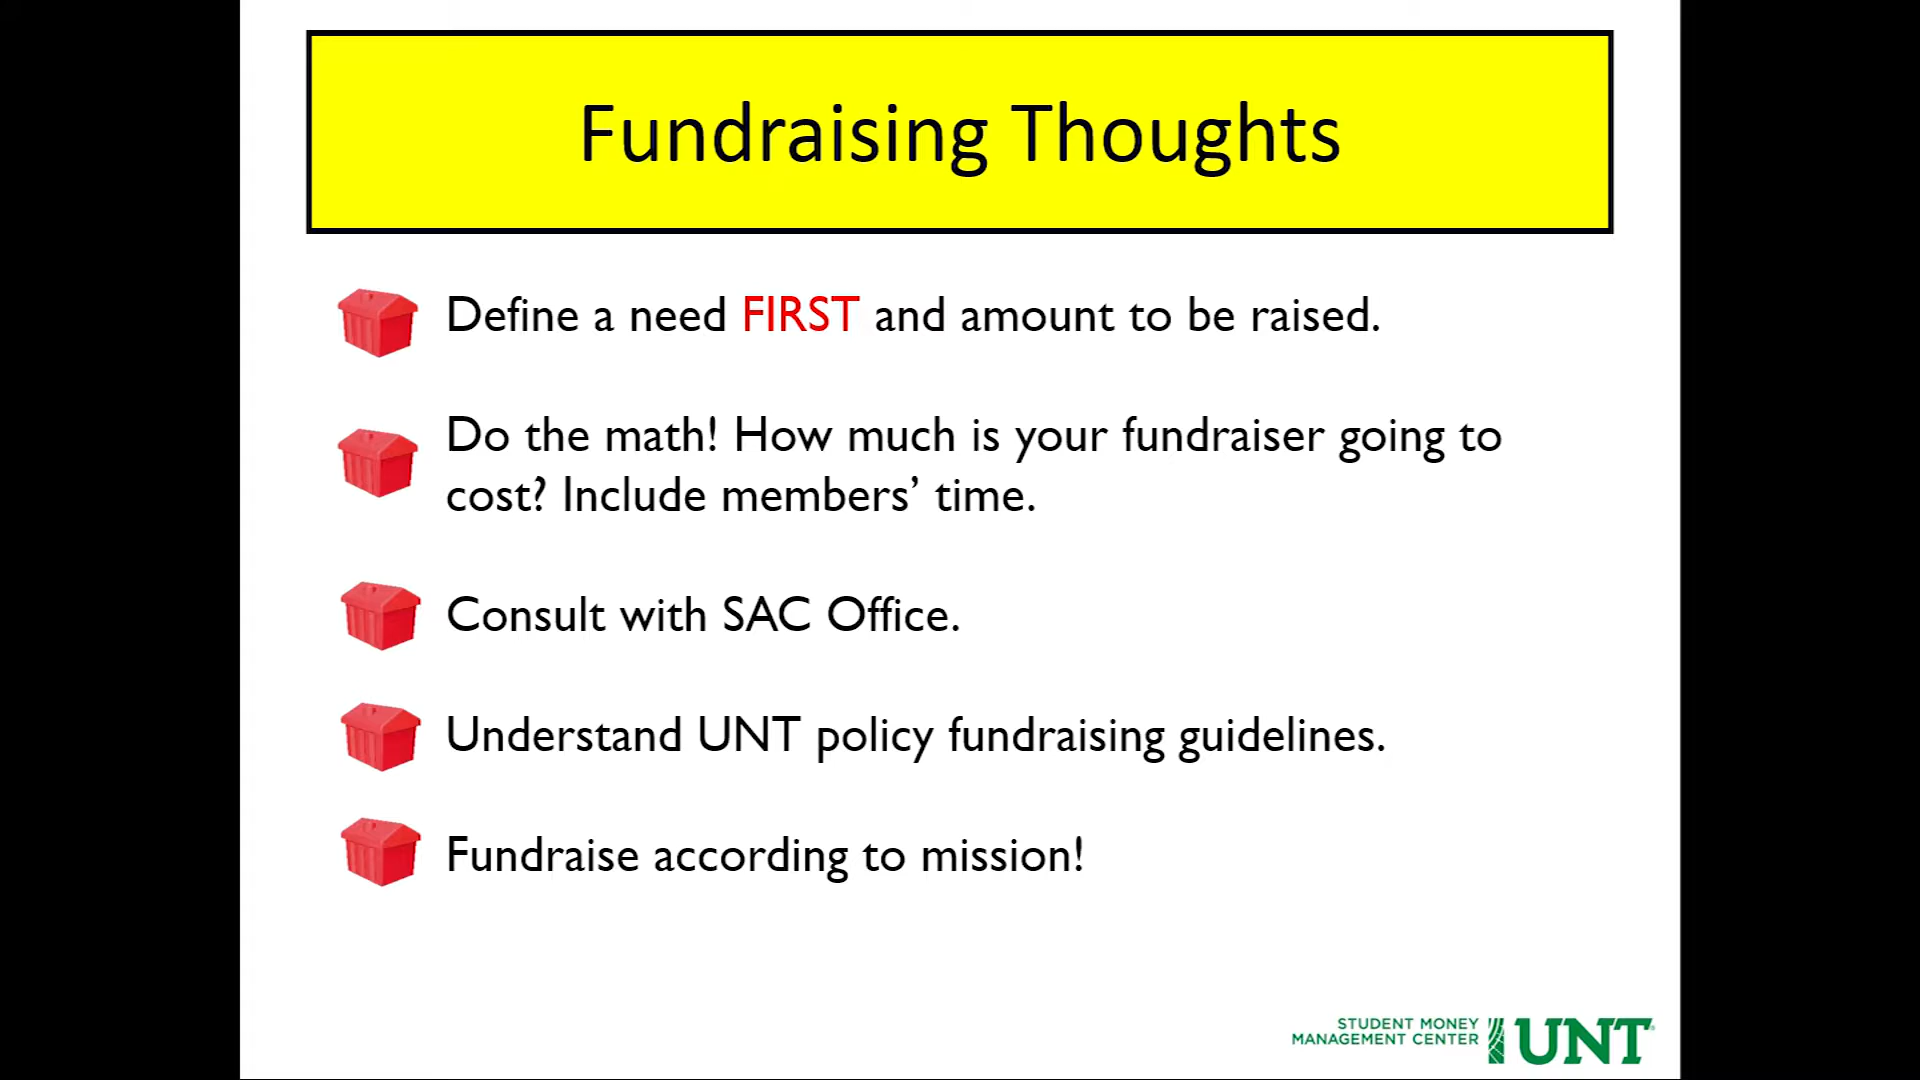 Fundraising Thoughts
Define a need FIRST and amount to be raised.
Do the math! How much is your fundraiser going to
cost? Include members’ time.
Consult with SAC Office.
Understand UNT policy fundraising guidelines.
Fundraise according to mission!
STUDENT MONEY
MANAGEMENT CENTER
UNT